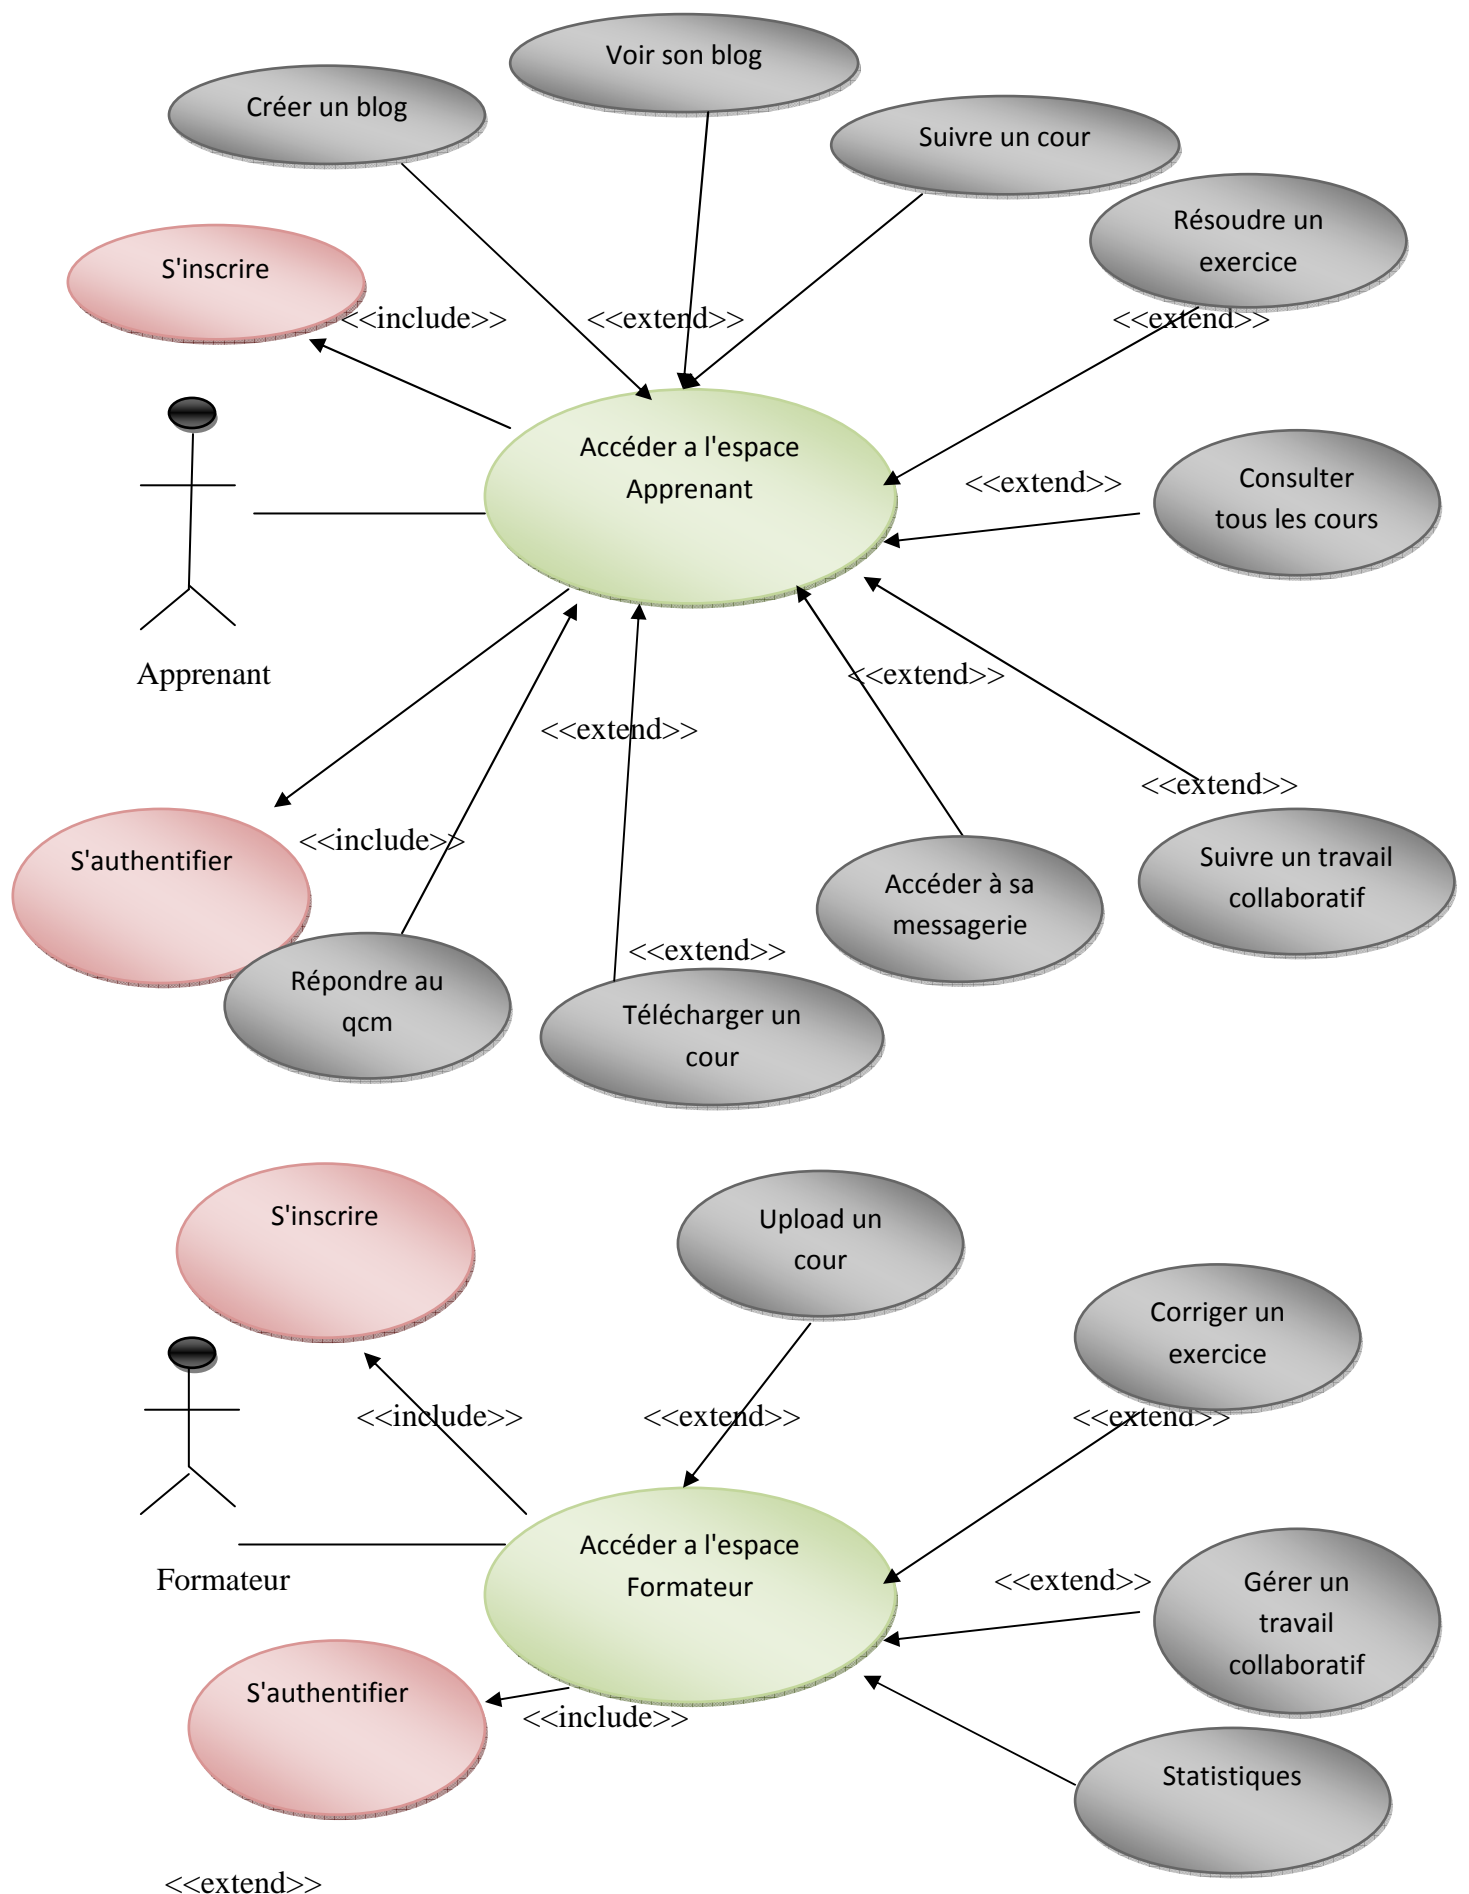 Voir son blog
Créer un blog
Suivre un cour
Résoudre un
exercice
S'inscrire
<<include>>
<<extend>>
<<extend>>
Accéder a l'espace
Apprenant
<<extend>>
Consulter
tous les cours
Apprenant
<<extend>>
<<extend>>
<<extend>>
<<include>>
S'authentifier
Suivre un travail
collaboratif
Accéder à sa
messagerie
<<extend>>
Répondre au
qcm
Télécharger un
cour
S'inscrire
Upload un
cour
Corriger un
exercice
<<include>>
<<extend>>
<<extend>>
Accéder a l'espace
Formateur
Formateur
<<extend>>
Gérer un
travail
collaboratif
S'authentifier
<<include>>
Statistiques
<<extend>>